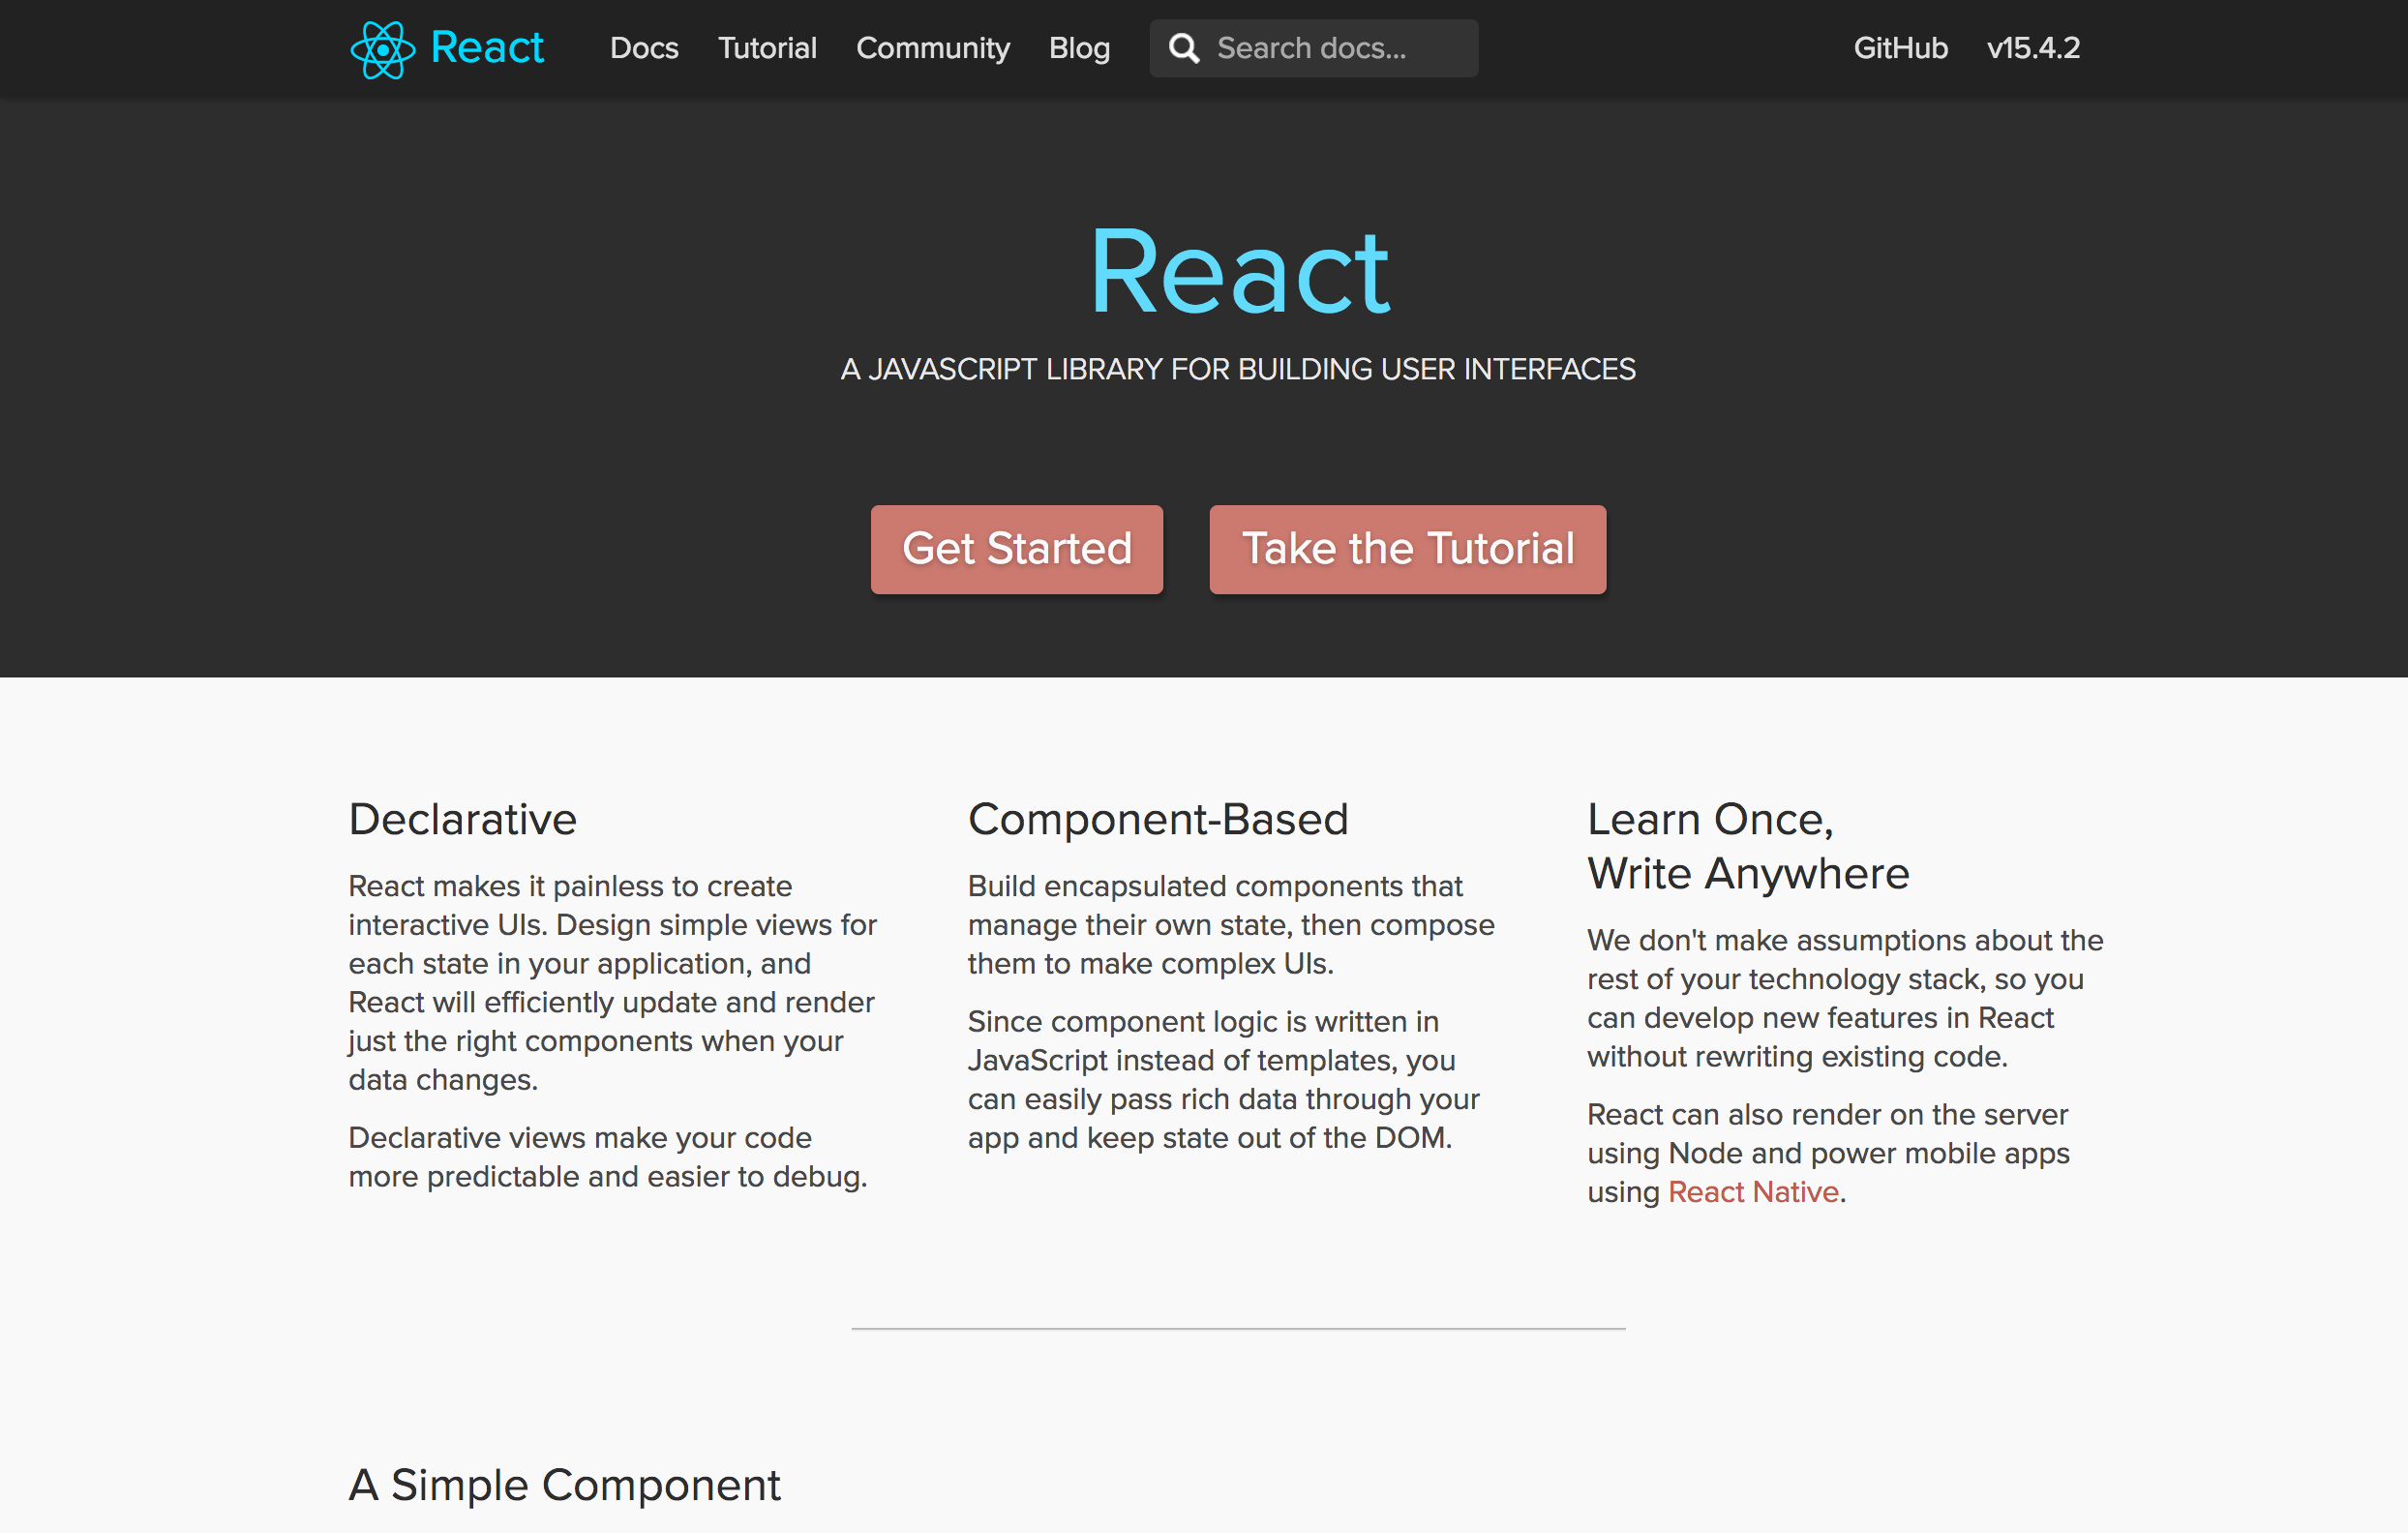 React Docs Tutorial Community Blog Search docs... GitHub v15.4.2
React
A JAVASCRIPT LIBRARY FOR BUILDING USER INTERFACES
Get Started Take the Tutorial
Declarative
React makes it painless to create
interactive UIs. Design simple views for
each state in your application, and
React will efficiently update and render
just the right components when your
data changes.
Declarative views make your code
more predictable and easier to debug.
Component-Based
Build encapsulated components that
manage their own state, then compose
them to make complex UIs.
Since component logic is written in
JavaScript instead of templates, you
can easily pass rich data through your
app and keep state out of the DOM.
Learn Once,
Write Anywhere
We don't make assumptions about the
rest of your technology stack, so you
can develop new features in React
without rewriting existing code.
React can also render on the server
using Node and power mobile apps
using React Native.
A Simple Component